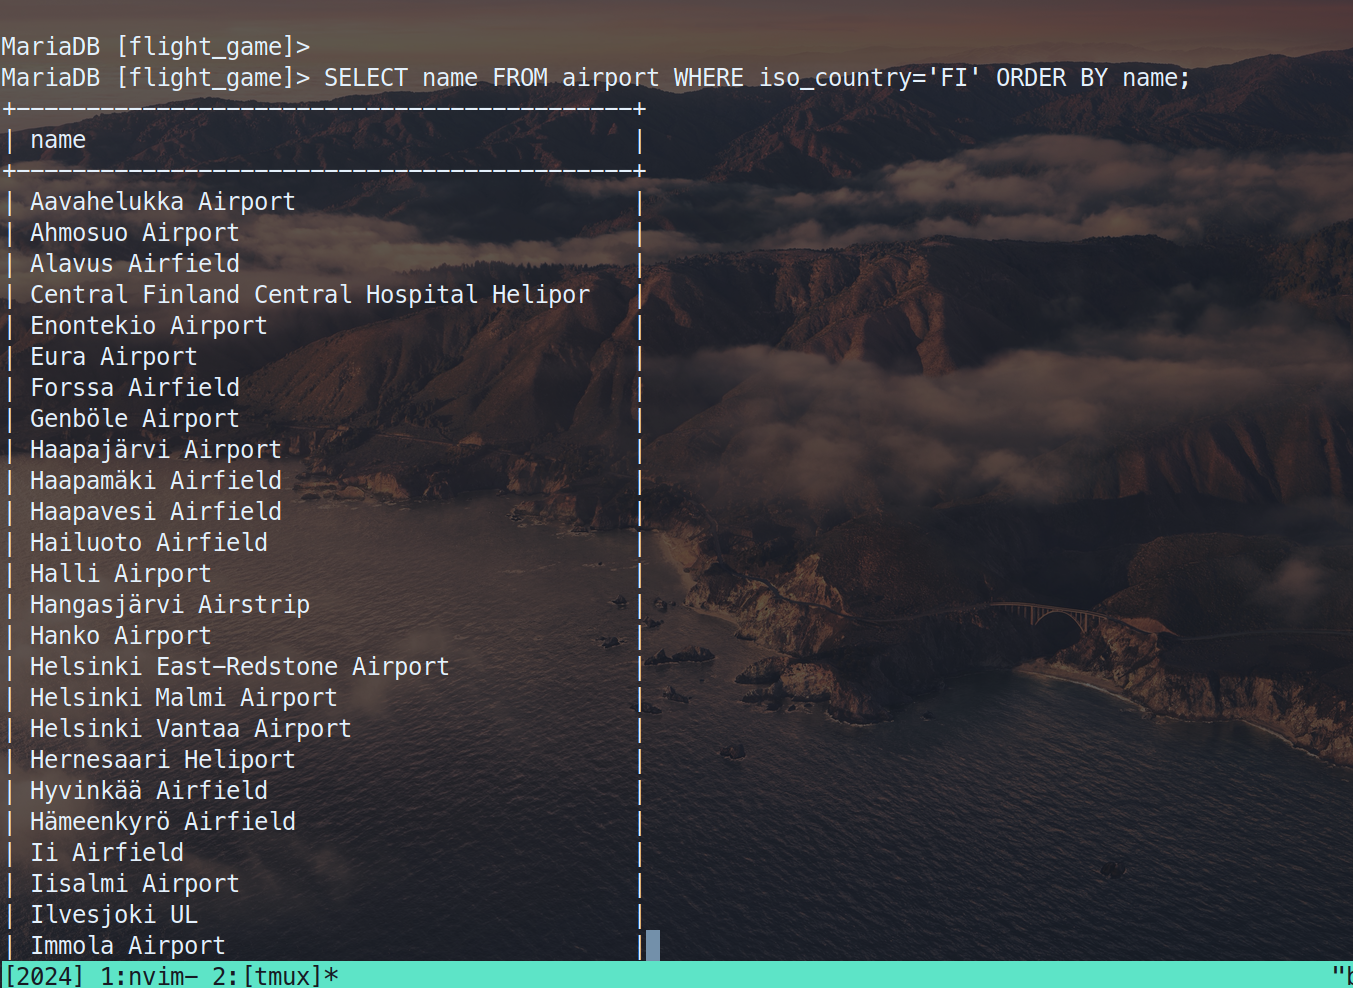 MariaDB [flight_game]>
MariaDB [flight_game]> SELECT name FROM airport WHERE iso_country='FI' ORDER BY name;
+--------------------------------------------+
| name                                       |
+--------------------------------------------+
| Aavahelukka Airport                        |
| Ahmosuo Airport                            |
| Alavus Airfield                            |
| Central Finland Central Hospital Helipor   |
| Enontekio Airport                          |
| Eura Airport                               |
| Forssa Airfield                            |
| Genböle Airport                            |
| Haapajärvi Airport                         |
| Haapamäki Airfield                         |
| Haapavesi Airfield                         |
| Hailuoto Airfield                          |
| Halli Airport                              |
| Hangasjärvi Airstrip                       |
| Hanko Airport                              |
| Helsinki East-Redstone Airport             |
| Helsinki Malmi Airport                     |
| Helsinki Vantaa Airport                    |
| Hernesaari Heliport                        |
| Hyvinkää Airfield                          |
| Hämeenkyrö Airfield                        |
| Ii Airfield                                |
| Iisalmi Airport                            |
| Ilvesjoki UL                               |
| Immola Airport                             |
[2024] 1:nvim- 2:[tmux]*